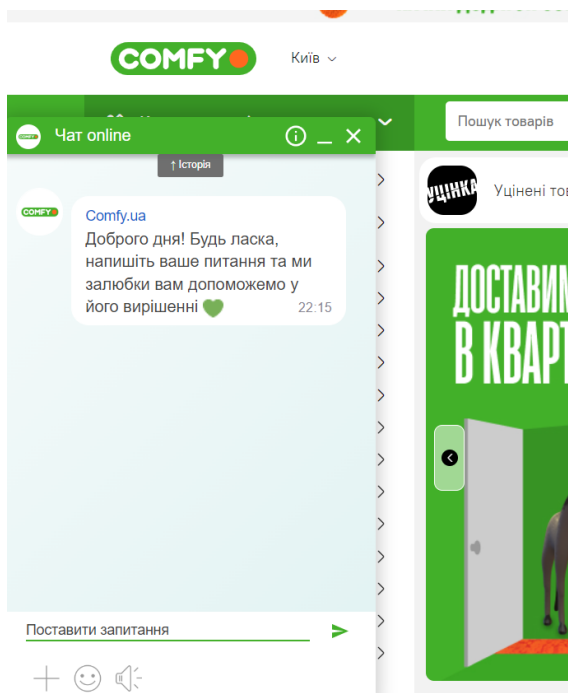 COMFY
Київ
Чат online
Пошук товарів
↑ Історія
УЦІНКА
Уцінені тов
COMFY
Comfy.ua
Доброго дня! Будь ласка,
напишіть ваше питання та ми
залюбки вам допоможемо у
його вирішенні 💚
22:15
ДОСТАВИМ
В КВАРТ
Поставити запитання